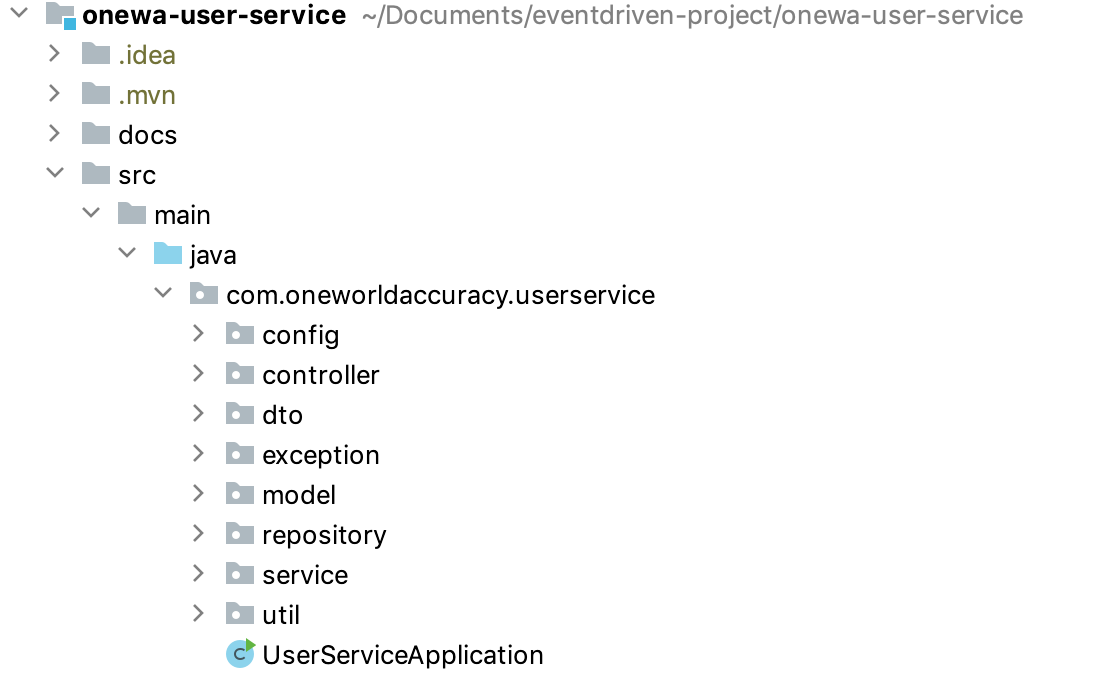 onewa-user-service ~/Documents/eventdriven-project/onewa-user-service
.idea
.mvn
docs
src
main
java
com.oneworldaccuracy.userservice
config
controller
dto
exception
model
repository
service
util
UserServiceApplication